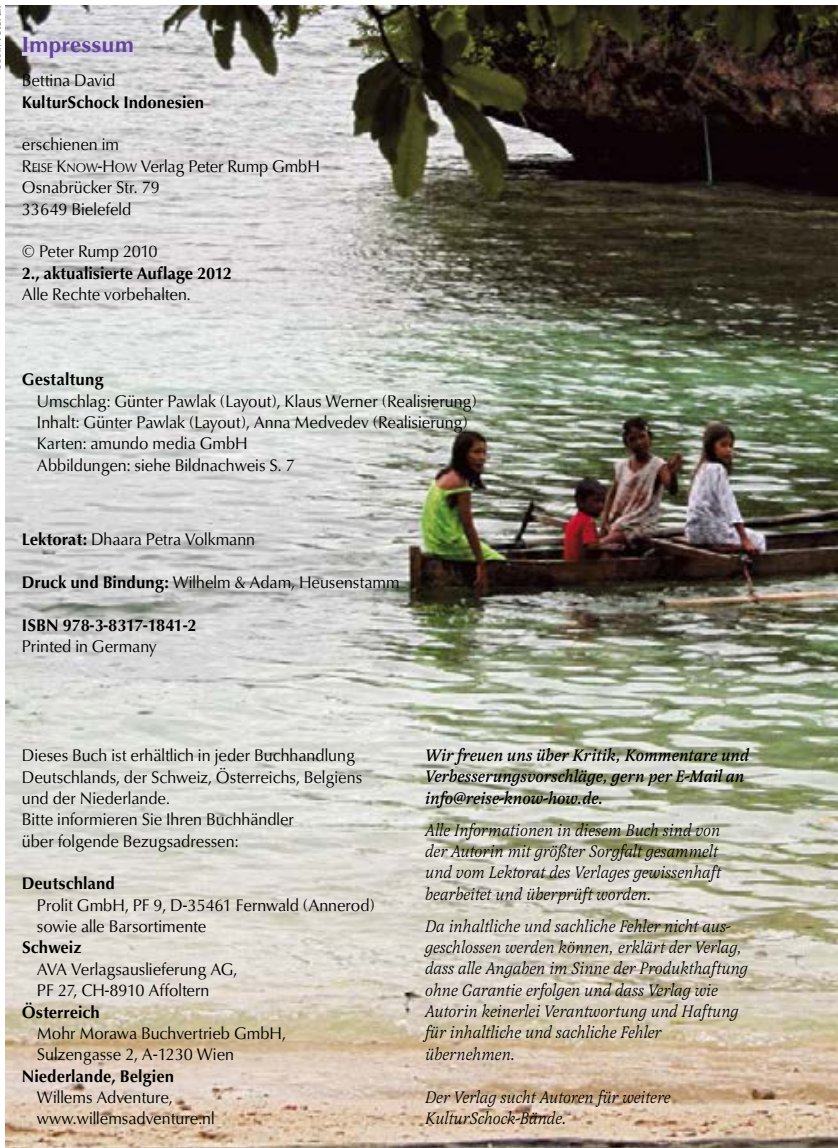 Impressum
Bettina David
KulturSchock Indonesien
erschienen im
REISE KNOW-HOW Verlag Peter Rump GmbH
Osnabrücker Str. 79
33649 Bielefeld
© Peter Rump 2010
2., aktualisierte Auflage 2012
Alle Rechte vorbehalten.
Gestaltung
Umschlag: Günter Pawlak (Layout), Klaus Werner (Realisierung)
Inhalt: Günter Pawlak (Layout), Anna Medvedev (Realisierung)
Karten: amundo media GmbH
Abbildungen: siehe Bildnachweis S. 7
Lektorat: Dhaara Petra Volkmann
Druck und Bindung: Wilhelm & Adam, Heusenstamm
ISBN 978-3-8317-1841-2
Printed in Germany
Dieses Buch ist erhältlich in jeder Buchhandlung
Deutschlands, der Schweiz, Österreichs, Belgiens
und der Niederlande.
Bitte informieren Sie Ihren Buchhändler
über folgende Bezugsadressen:
Deutschland
Prolit GmbH, PF 9, D-35461 Fernwald (Annerod)
sowie alle Barsortimente
Schweiz
AVA Verlagsauslieferung AG,
PF 27, CH-8910 Affoltern
Österreich
Mohr Morawa Buchvertrieb GmbH,
Sulzengasse 2, A-1230 Wien
Niederlande, Belgien
Willems Adventure,
www.willemsadventure.nl
Wir freuen uns über Kritik, Kommentare und
Verbesserungsvorschläge, gern per E-Mail an
info@reise-know-how.de.
Alle Informationen in diesem Buch sind von
der Autorin mit größter Sorgfalt gesammelt
und vom Lektorat des Verlages gewissenhaft
bearbeitet und überprüft worden.
Da inhaltliche und sachliche Fehler nicht aus-
geschlossen werden können, erklärt der Verlag,
dass alle Angaben im Sinne der Produkthaftung
ohne Garantie erfolgen und dass Verlag wie
Autorin keinerlei Verantwortung und Haftung
für inhaltliche und sachliche Fehler
übernehmen.
Der Verlag sucht Autoren für weitere
KulturSchock-Bände.